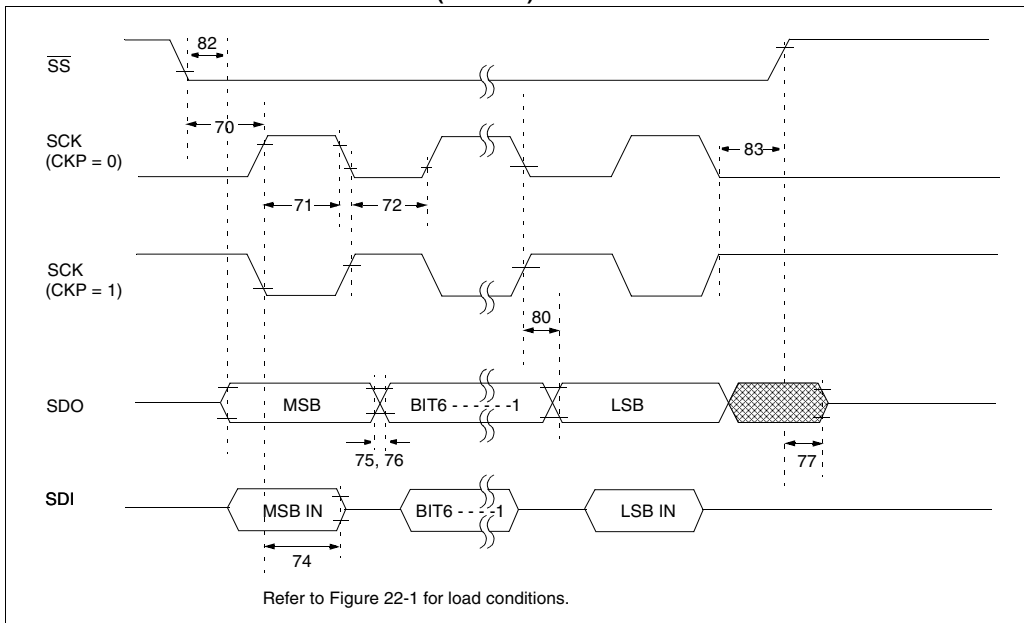 82
SS
70
SCK
(CKP = 0)
83
71
72
SCK
(CKP = 1)
80
SDO
MSB
BIT6 - - - - - -1
LSB
75, 76
77
SDI
MSB IN
BIT6 - - - -1
LSB IN
74
Refer to Figure 22-1 for load conditions.